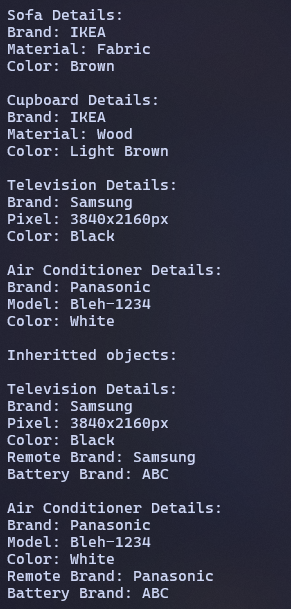 Sofa Details:
Brand: IKEA
Material: Fabric
Color: Brown

Cupboard Details:
Brand: IKEA
Material: Wood
Color: Light Brown

Television Details:
Brand: Samsung
Pixel: 3840x2160px
Color: Black

Air Conditioner Details:
Brand: Panasonic
Model: Bleh-1234
Color: White

Inheritted objects:

Television Details:
Brand: Samsung
Pixel: 3840x2160px
Color: Black
Remote Brand: Samsung
Battery Brand: ABC

Air Conditioner Details:
Brand: Panasonic
Model: Bleh-1234
Color: White
Remote Brand: Panasonic
Battery Brand: ABC